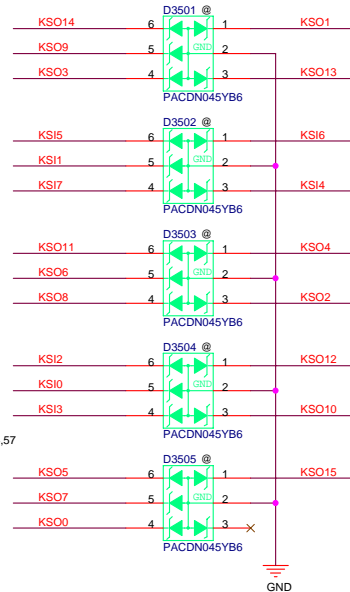 D3501 @
KSO14 6 1 KSO1
KSO9 5 GND 2
KSO3 4 3 KSO13
PACDN045YB6
D3502 @
KSI5 6 1 KSI6
KSI1 5 GND 2
KSI7 4 3 KSI4
PACDN045YB6
D3503 @
KSO11 6 1 KSO4
KSO6 5 GND 2
KSO8 4 3 KSO2
PACDN045YB6
D3504 @
KSI2 6 1 KSO12
KSI0 5 GND 2
KSI3 4 3 KSO10
PACDN045YB6
,57
D3505 @
KSO5 6 1 KSO15
KSO7 5 GND 2
KSO0 4 3
PACDN045YB6
GND